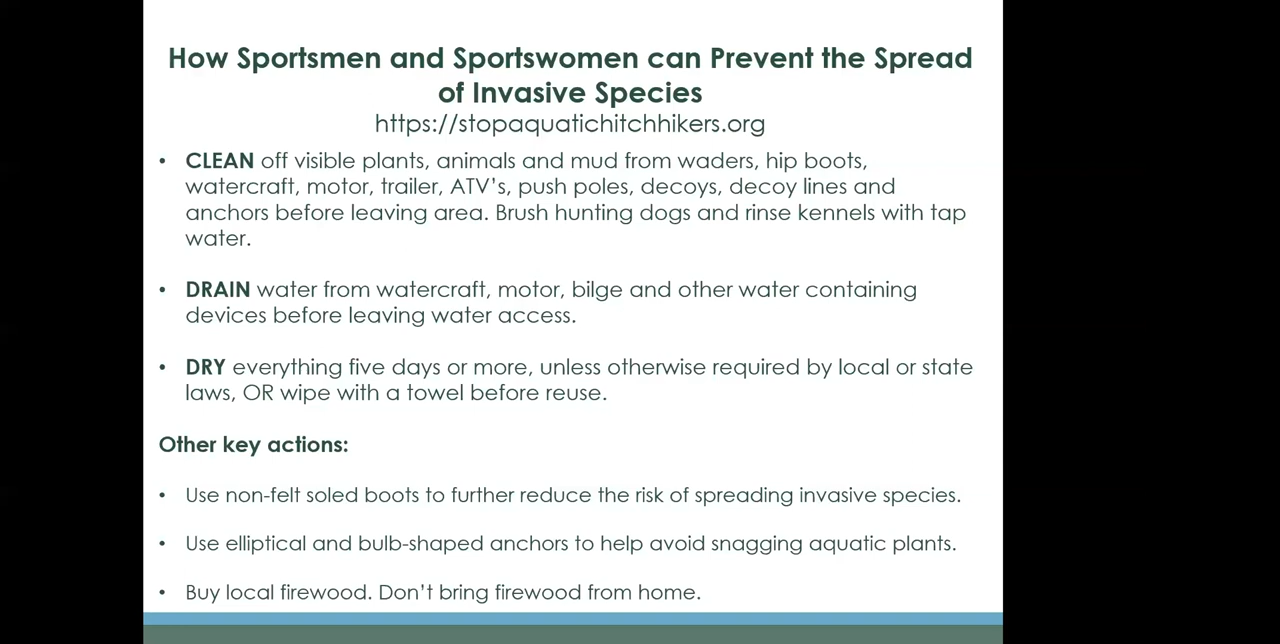 How Sportsmen and Sportswomen can Prevent the Spread
of Invasive Species
https://stopaquatichitchhikers.org
• CLEAN off visible plants, animals and mud from waders, hip boots,
watercraft, motor, trailer, ATV's, push poles, decoys, decoy lines and
anchors before leaving area. Brush hunting dogs and rinse kennels with tap
water.
• DRAIN water from watercraft, motor, bilge and other water containing
devices before leaving water access.
• DRY everything five days or more, unless otherwise required by local or state
laws, OR wipe with a towel before reuse.
Other key actions:
• Use non-felt soled boots to further reduce the risk of spreading invasive species.
• Use elliptical and bulb-shaped anchors to help avoid snagging aquatic plants.
• Buy local firewood. Don't bring firewood from home.